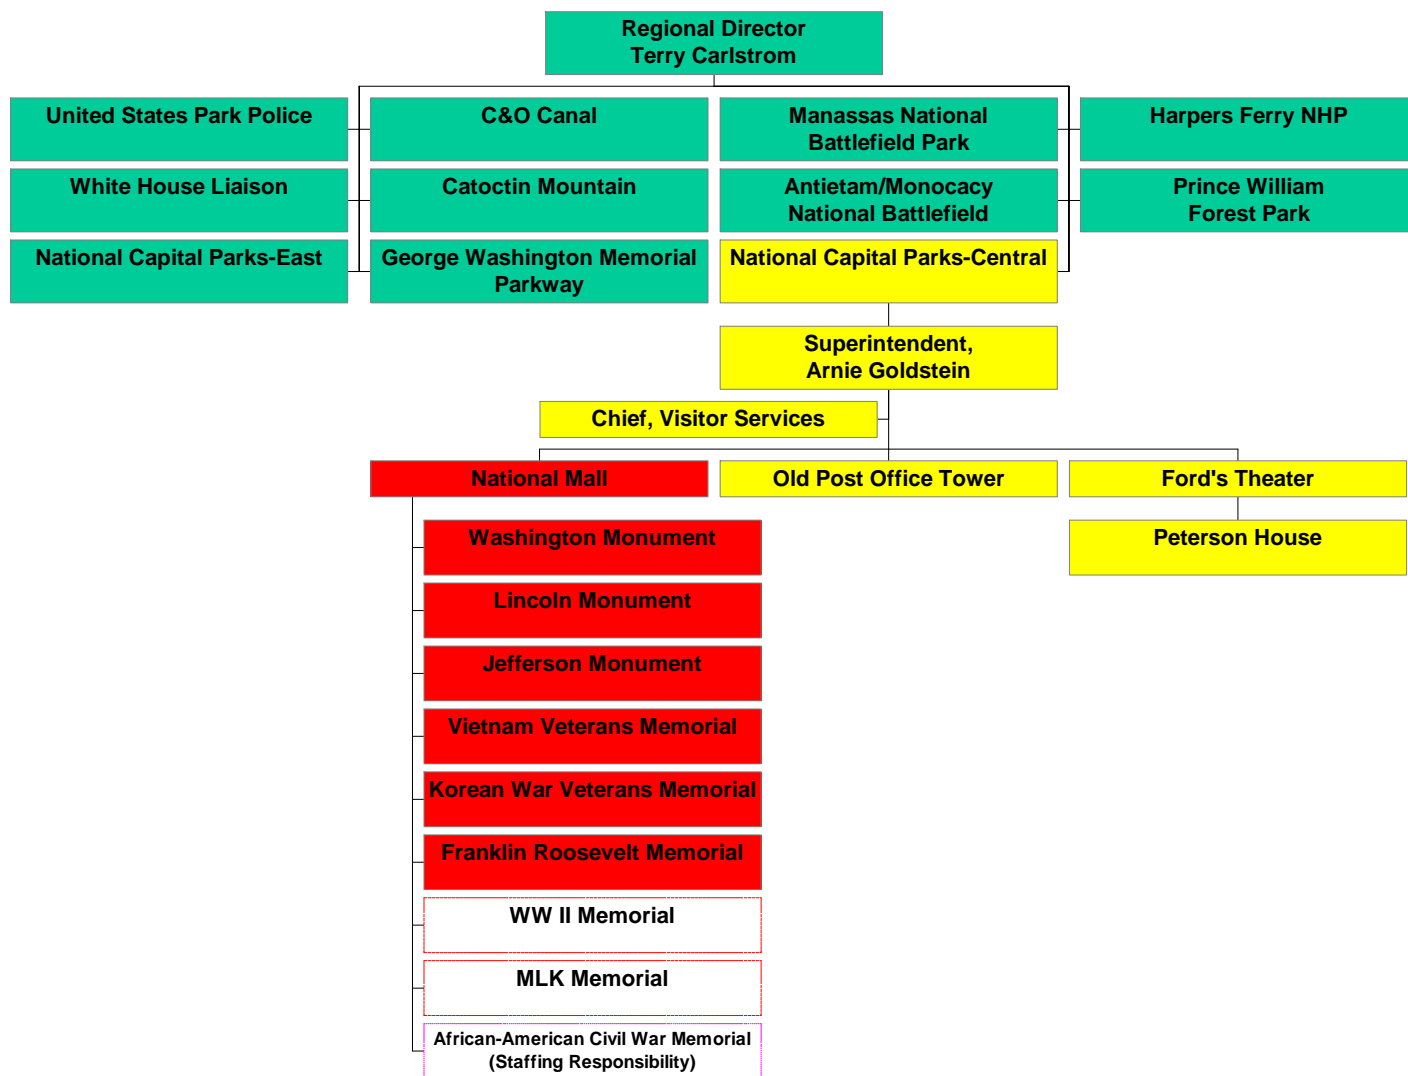 Regional Director
Terry Carlstrom
United States Park Police
C&O Canal
Manassas National
Battlefield Park
Harpers Ferry NHP
White House Liaison
Catoctin Mountain
Antietam/Monocacy
National Battlefield
Prince William
Forest Park
National Capital Parks-East
George Washington Memorial
Parkway
National Capital Parks-Central
Superintendent,
Arnie Goldstein
Chief, Visitor Services
National Mall
Old Post Office Tower
Ford's Theater
Washington Monument
Peterson House
Lincoln Monument
Jefferson Monument
Vietnam Veterans Memorial
Korean War Veterans Memorial
Franklin Roosevelt Memorial
WW II Memorial
MLK Memorial
African-American Civil War Memorial
(Staffing Responsibility)